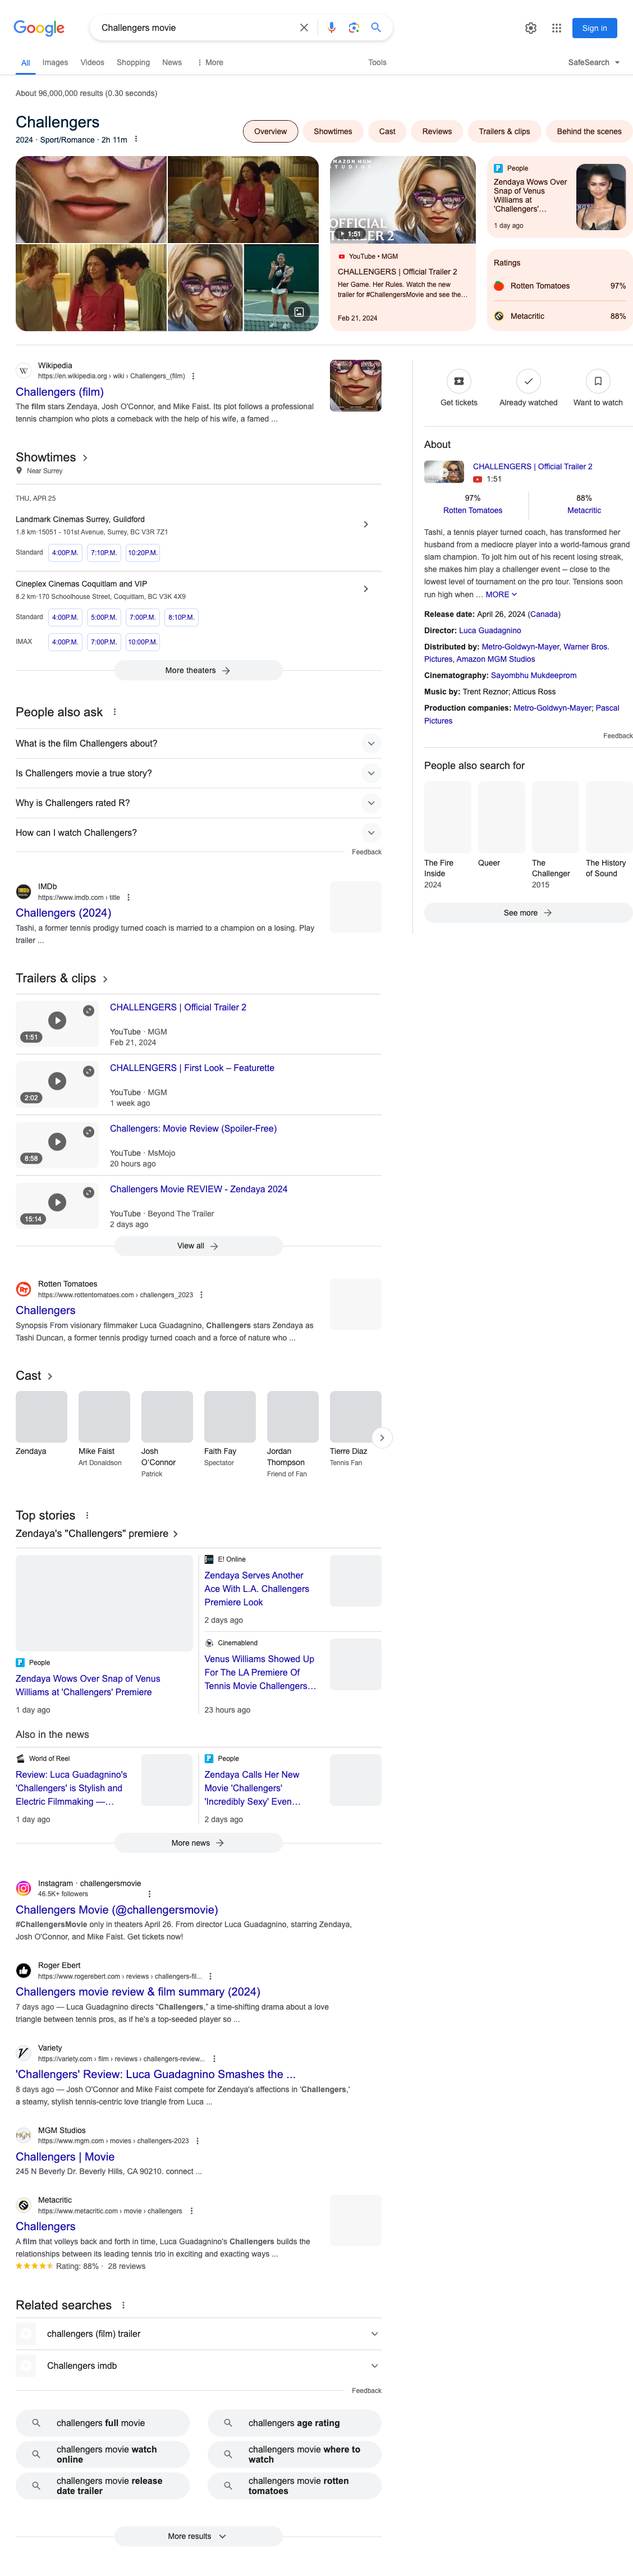 Google
Challengers movie
Sign in
All
Images
Videos
Shopping
News
More
Tools
SafeSearch
About 96,000,000 results (0.30 seconds)
Challengers
2024 · Sport/Romance · 2h 11m
Overview
Showtimes
Cast
Reviews
Trailers & clips
Behind the scenes
AMAZON MGM
STUDIOS
OFFICIAL
TRAILER 2
1:51
YouTube • MGM
CHALLENGERS | Official Trailer 2
Her Game. Her Rules. Watch the new
trailer for #ChallengersMovie and see the...
Feb 21, 2024
People
Zendaya Wows Over
Snap of Venus
Williams at
'Challengers'...
1 day ago
Ratings
Rotten Tomatoes 97%
Metacritic 88%
W
Wikipedia
https://en.wikipedia.org › wiki › Challengers_(film)
Challengers (film)
The film stars Zendaya, Josh O'Connor, and Mike Faist. Its plot follows a professional
tennis champion who plots a comeback with the help of his wife, a famed ...
Showtimes
Near Surrey
THU, APR 25
Landmark Cinemas Surrey, Guildford
1.8 km·15051 - 101st Avenue, Surrey, BC V3R 7Z1
Standard 4:00P.M. 7:10P.M. 10:20P.M.
Cineplex Cinemas Coquitlam and VIP
8.2 km·170 Schoolhouse Street, Coquitlam, BC V3K 4X9
Standard 4:00P.M. 5:00P.M. 7:00P.M. 8:10P.M.
IMAX 4:00P.M. 7:00P.M. 10:00P.M.
More theaters
People also ask
What is the film Challengers about?
Is Challengers movie a true story?
Why is Challengers rated R?
How can I watch Challengers?
Feedback
IMDb
IMDb
https://www.imdb.com › title
Challengers (2024)
Tashi, a former tennis prodigy turned coach is married to a champion on a losing. Play
trailer ...
Trailers & clips
1:51
CHALLENGERS | Official Trailer 2
YouTube · MGM
Feb 21, 2024
2:02
CHALLENGERS | First Look – Featurette
YouTube · MGM
1 week ago
8:58
Challengers: Movie Review (Spoiler-Free)
YouTube · MsMojo
20 hours ago
15:14
Challengers Movie REVIEW - Zendaya 2024
YouTube · Beyond The Trailer
2 days ago
View all
RT
Rotten Tomatoes
https://www.rottentomatoes.com › challengers_2023
Challengers
Synopsis From visionary filmmaker Luca Guadagnino, Challengers stars Zendaya as
Tashi Duncan, a former tennis prodigy turned coach and a force of nature who ...
Cast
Zendaya
Mike Faist
Art Donaldson
Josh
O'Connor
Patrick
Faith Fay
Spectator
Jordan
Thompson
Friend of Fan
Tierre Diaz
Tennis Fan
Top stories
Zendaya's "Challengers" premiere
People
Zendaya Wows Over Snap of Venus
Williams at 'Challengers' Premiere
1 day ago
E! Online
Zendaya Serves Another
Ace With L.A. Challengers
Premiere Look
2 days ago
Cinemablend
Venus Williams Showed Up
For The LA Premiere Of
Tennis Movie Challengers...
23 hours ago
Also in the news
World of Reel
Review: Luca Guadagnino's
'Challengers' is Stylish and
Electric Filmmaking —...
1 day ago
People
Zendaya Calls Her New
Movie 'Challengers'
'Incredibly Sexy' Even...
2 days ago
More news
Instagram · challengersmovie
46.5K+ followers
Challengers Movie (@challengersmovie)
#ChallengersMovie only in theaters April 26. From director Luca Guadagnino, starring Zendaya,
Josh O'Connor, and Mike Faist. Get tickets now!
Roger Ebert
https://www.rogerebert.com › reviews › challengers-fil...
Challengers movie review & film summary (2024)
7 days ago — Luca Guadagnino directs "Challengers," a time-shifting drama about a love
triangle between tennis pros, as if he's a top-seeded player so ...
V
Variety
https://variety.com › film › reviews › challengers-review...
'Challengers' Review: Luca Guadagnino Smashes the ...
8 days ago — Josh O'Connor and Mike Faist compete for Zendaya's affections in 'Challengers,'
a steamy, stylish tennis-centric love triangle from Luca ...
MGM
MGM Studios
https://www.mgm.com › movies › challengers-2023
Challengers | Movie
245 N Beverly Dr. Beverly Hills, CA 90210. connect ...
Metacritic
https://www.metacritic.com › movie › challengers
Challengers
A film that volleys back and forth in time, Luca Guadagnino's Challengers builds the
relationships between its leading tennis trio in exciting and exacting ways ...
Rating: 88% · 28 reviews
Related searches
challengers (film) trailer
Challengers imdb
Feedback
challengers full movie
challengers age rating
challengers movie watch
online
challengers movie where to
watch
challengers movie release
date trailer
challengers movie rotten
tomatoes
More results
Get tickets
Already watched
Want to watch
About
CHALLENGERS | Official Trailer 2
1:51
97%
Rotten Tomatoes
88%
Metacritic
Tashi, a tennis player turned coach, has transformed her
husband from a mediocre player into a world-famous grand
slam champion. To jolt him out of his recent losing streak,
she makes him play a challenger event -- close to the
lowest level of tournament on the pro tour. Tensions soon
run high when … MORE
Release date: April 26, 2024 (Canada)
Director: Luca Guadagnino
Distributed by: Metro-Goldwyn-Mayer, Warner Bros.
Pictures, Amazon MGM Studios
Cinematography: Sayombhu Mukdeeprom
Music by: Trent Reznor; Atticus Ross
Production companies: Metro-Goldwyn-Mayer; Pascal
Pictures
Feedback
People also search for
The Fire
Inside
2024
Queer
The
Challenger
2015
The History
of Sound
See more